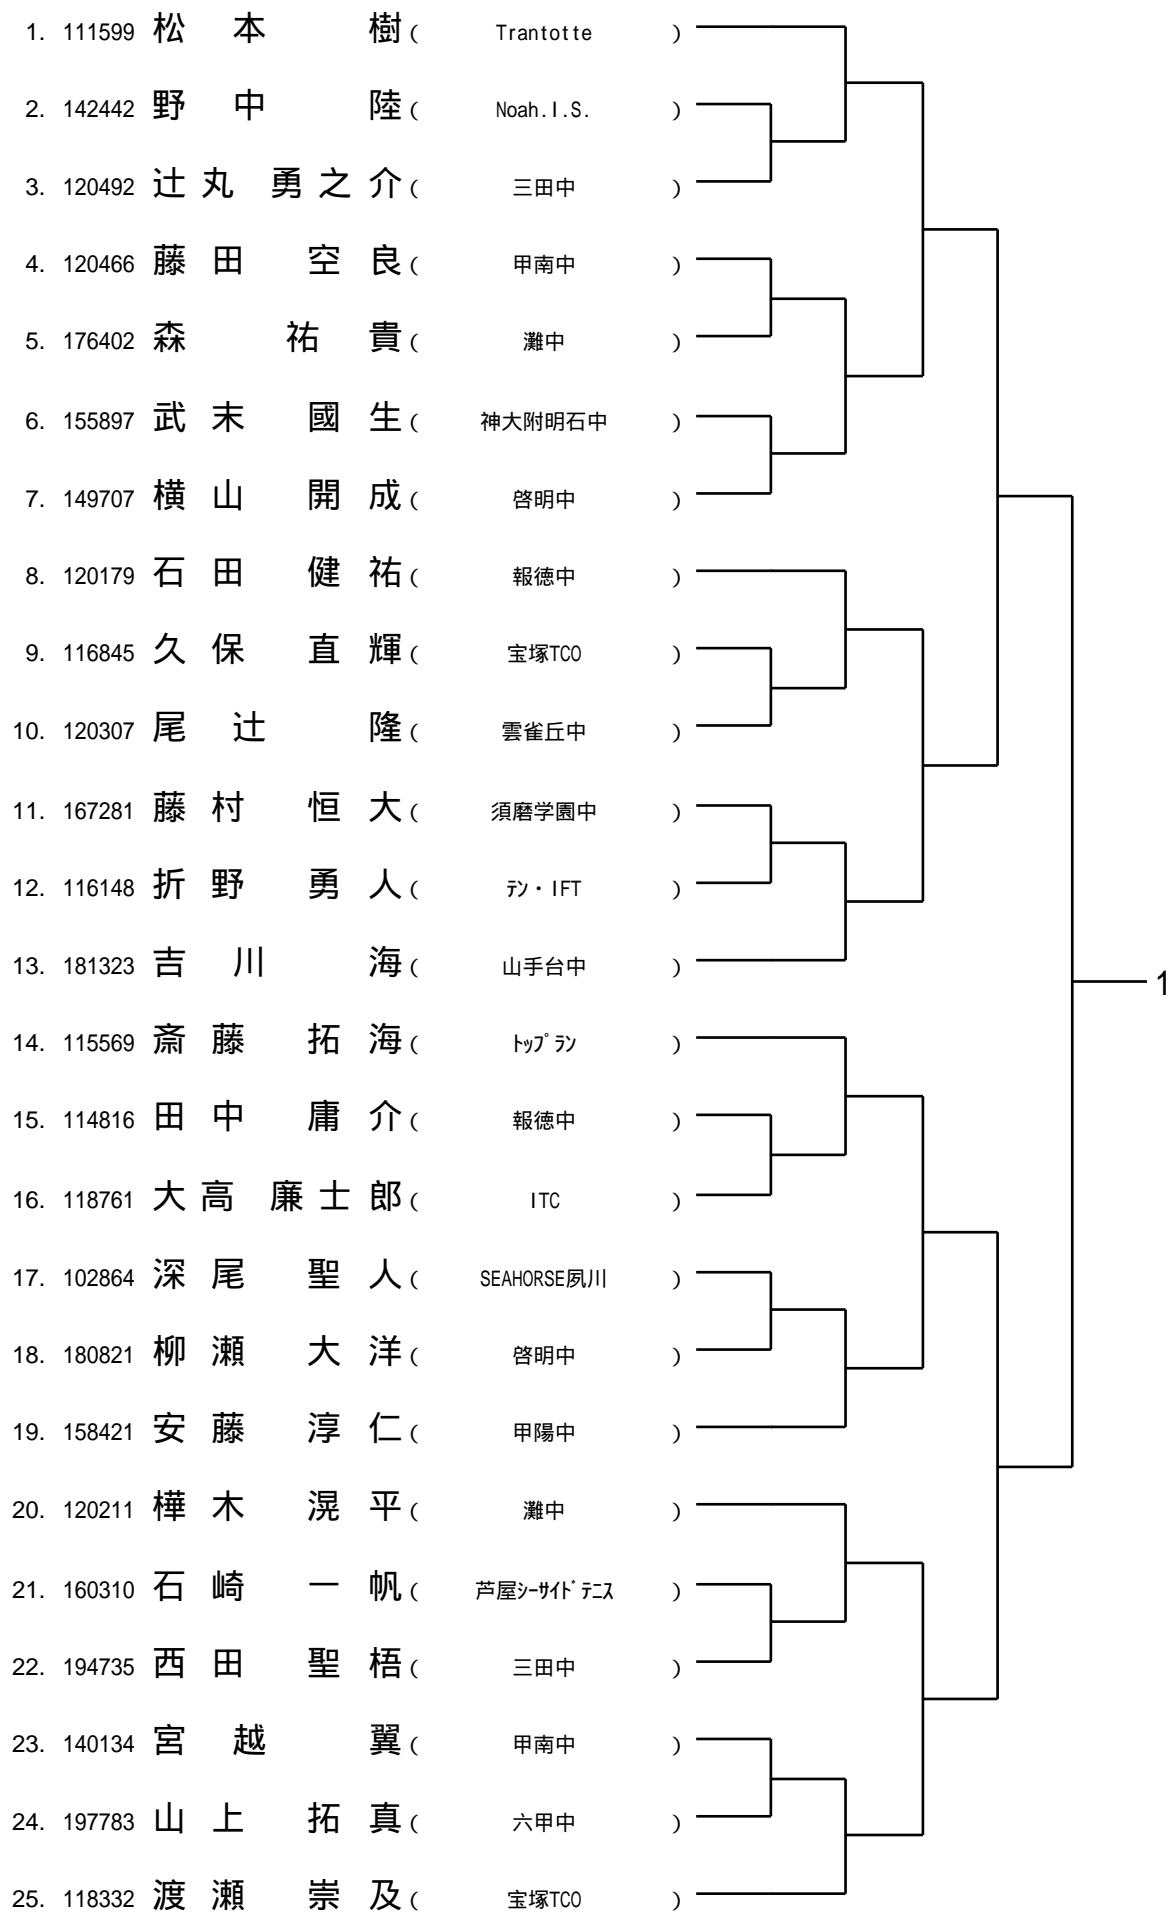 1. 111599 松本 樹 ( Trantotte )
2. 142442 野中 陸 ( Noah.I.S. )
3. 120492 辻丸 勇之介 ( 三田中 )
4. 120466 藤田 空良 ( 甲南中 )
5. 176402 森 祐貴 ( 灘中 )
6. 155897 武末 國生 ( 神大附明石中 )
7. 149707 横山 開成 ( 啓明中 )
8. 120179 石田 健祐 ( 報徳中 )
9. 116845 久保 直輝 ( 宝塚TCO )
10. 120307 尾辻 隆 ( 雲雀丘中 )
11. 167281 藤村 恒大 ( 須磨学園中 )
12. 116148 折野 勇人 ( テン・IFT )
13. 181323 吉川 海 ( 山手台中 )
1
14. 115569 斎藤 拓海 ( トップラン )
15. 114816 田中 庸介 ( 報徳中 )
16. 118761 大高 廉士郎 ( ITC )
17. 102864 深尾 聖人 ( SEAHORSE夙川 )
18. 180821 柳瀬 大洋 ( 啓明中 )
19. 158421 安藤 淳仁 ( 甲陽中 )
20. 120211 樺木 滉平 ( 灘中 )
21. 160310 石崎 一帆 ( 芦屋シーサイドテニス )
22. 194735 西田 聖梧 ( 三田中 )
23. 140134 宮越 翼 ( 甲南中 )
24. 197783 山上 拓真 ( 六甲中 )
25. 118332 渡瀬 崇及 ( 宝塚TCO )